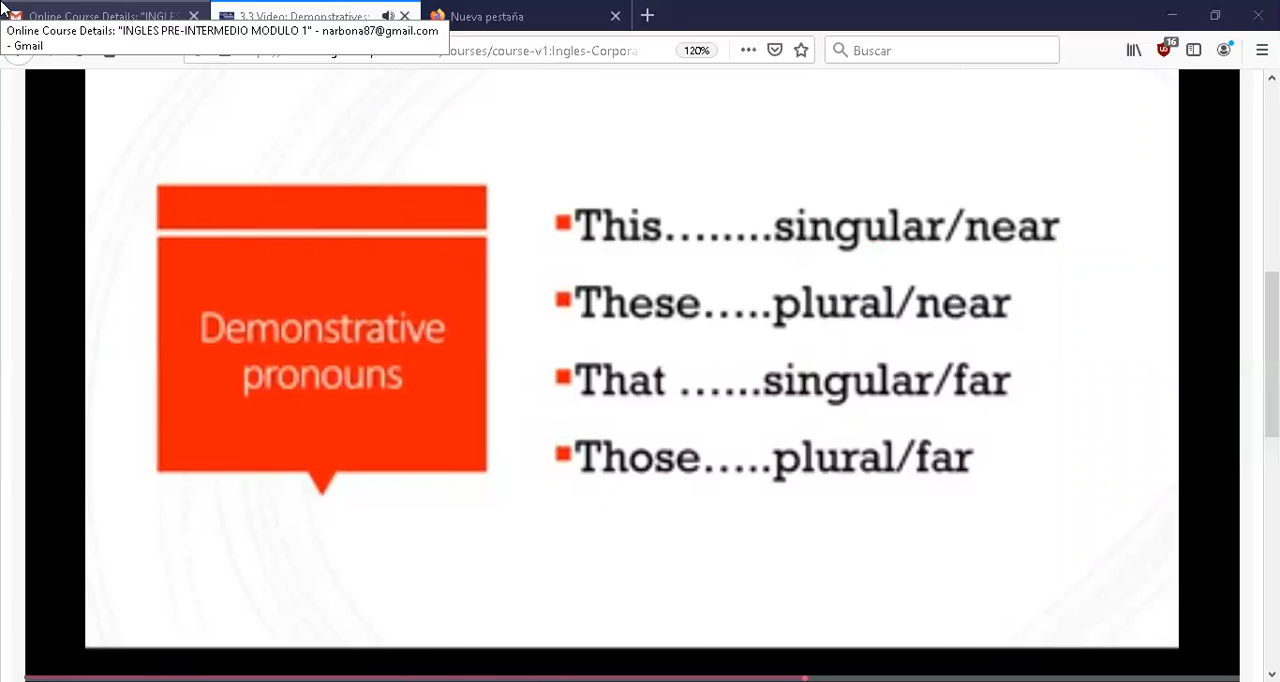 Online Course Details: "INGLES
3.3 Video: Demonstratives:
Nueva pestaña
Online Course Details: "INGLES PRE-INTERMEDIO MODULO 1" - narbona87@gmail.com
- Gmail
ourses/course-v1:Ingles-Corpora
120%
Buscar
16
Demonstrative
pronouns
This........singular/near
These.....plural/near
That ......singular/far
Those.....plural/far